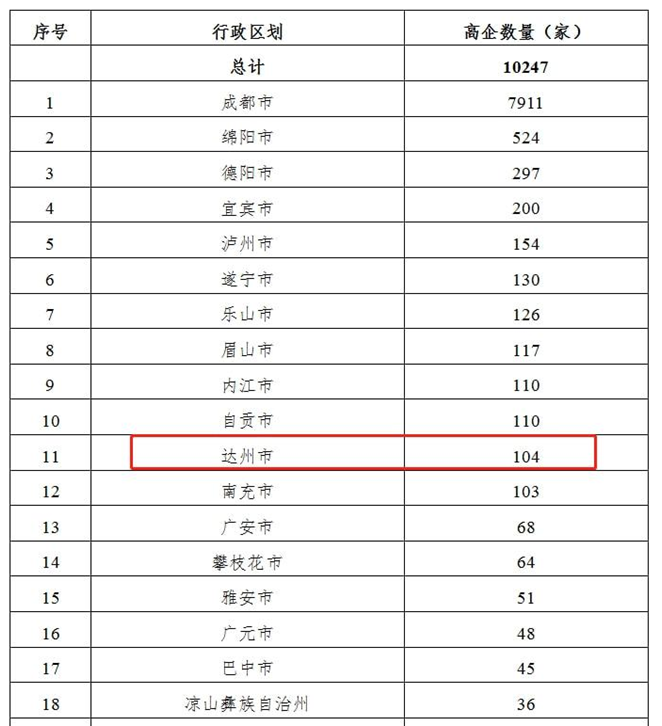 序号 行政区划 高企数量（家）
总计 10247
1 成都市 7911
2 绵阳市 524
3 德阳市 297
4 宜宾市 200
5 泸州市 154
6 遂宁市 130
7 乐山市 126
8 眉山市 117
9 内江市 110
10 自贡市 110
11 达州市 104
12 南充市 103
13 广安市 68
14 攀枝花市 64
15 雅安市 51
16 广元市 48
17 巴中市 45
18 凉山彝族自治州 36